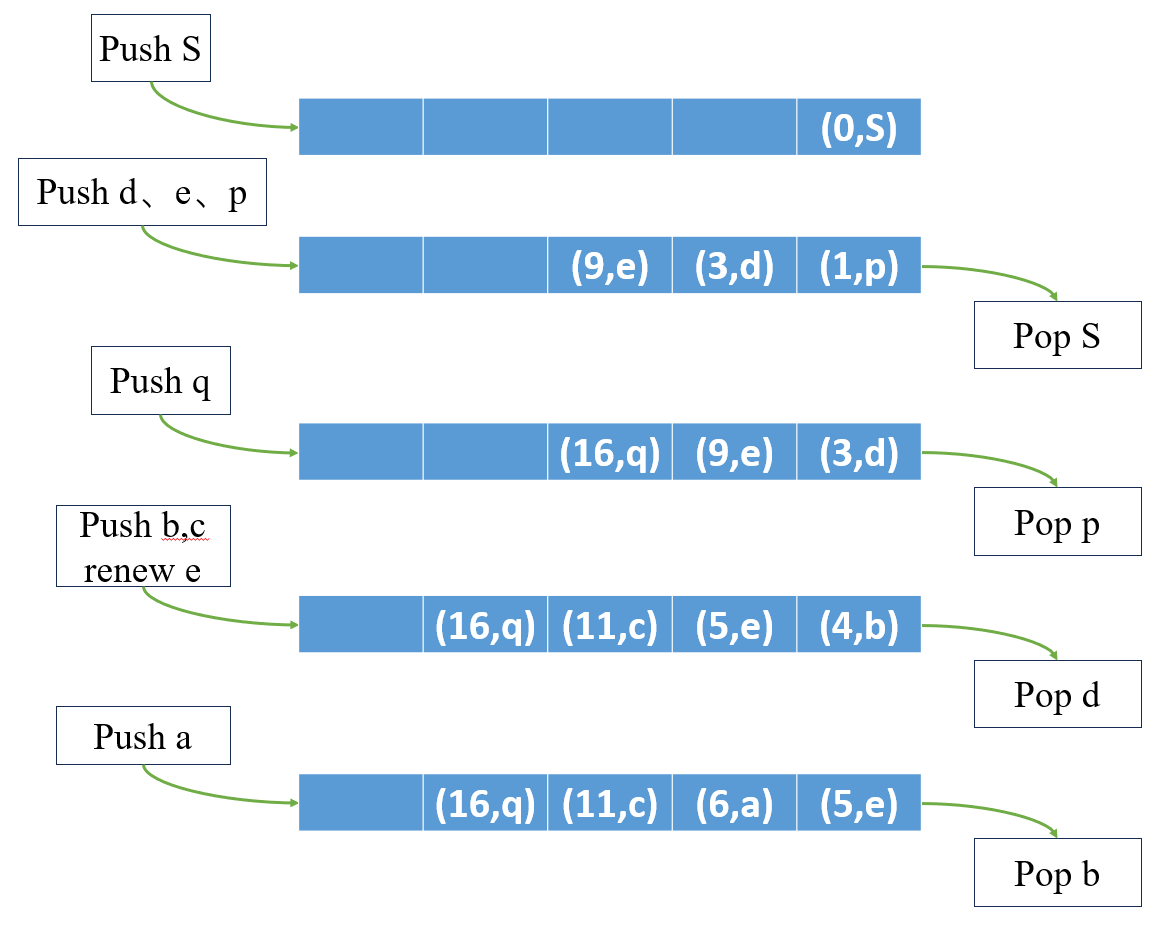 Push S
(0,S)
Push d、e、p
(9,e) (3,d) (1,p)
Pop S
Push q
(16,q) (9,e) (3,d)
Pop p
Push b,c
renew e
(16,q) (11,c) (5,e) (4,b)
Pop d
Push a
(16,q) (11,c) (6,a) (5,e)
Pop b